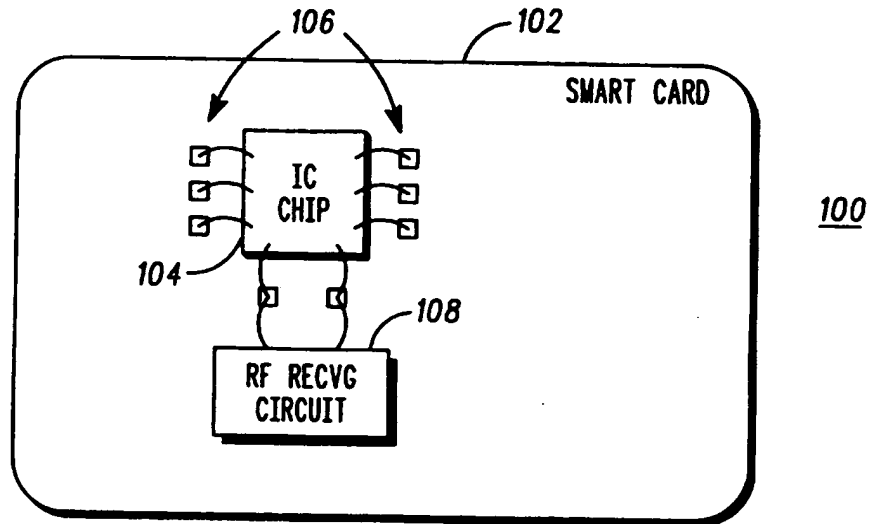 106
102
SMART CARD
IC
CHIP
100
104
108
RF RECVG
CIRCUIT